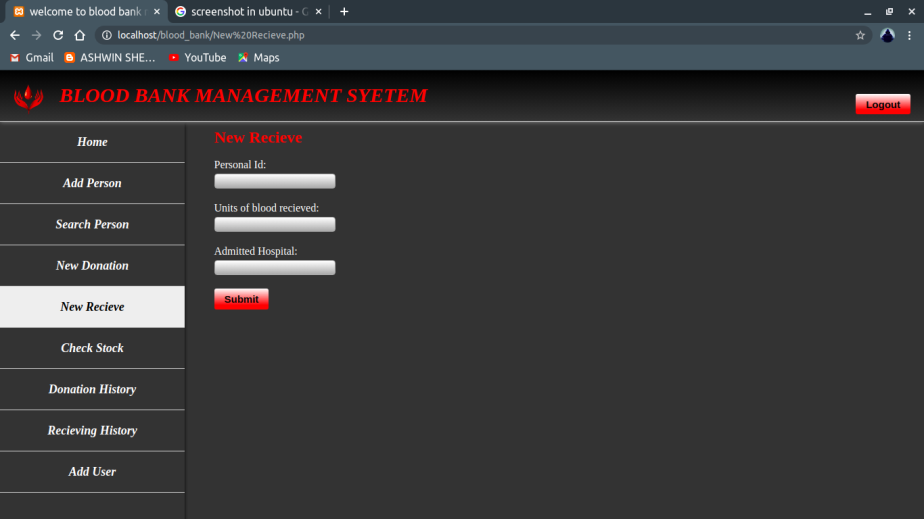 welcome to blood bank
screenshot in ubuntu - G
localhost/blood_bank/New%20Recieve.php
Gmail
ASHWIN SHE...
YouTube
Maps
BLOOD BANK MANAGEMENT SYETEM
Logout
Home
Add Person
Search Person
New Donation
New Recieve
Check Stock
Donation History
Recieving History
Add User
New Recieve
Personal Id:
Units of blood recieved:
Admitted Hospital:
Submit